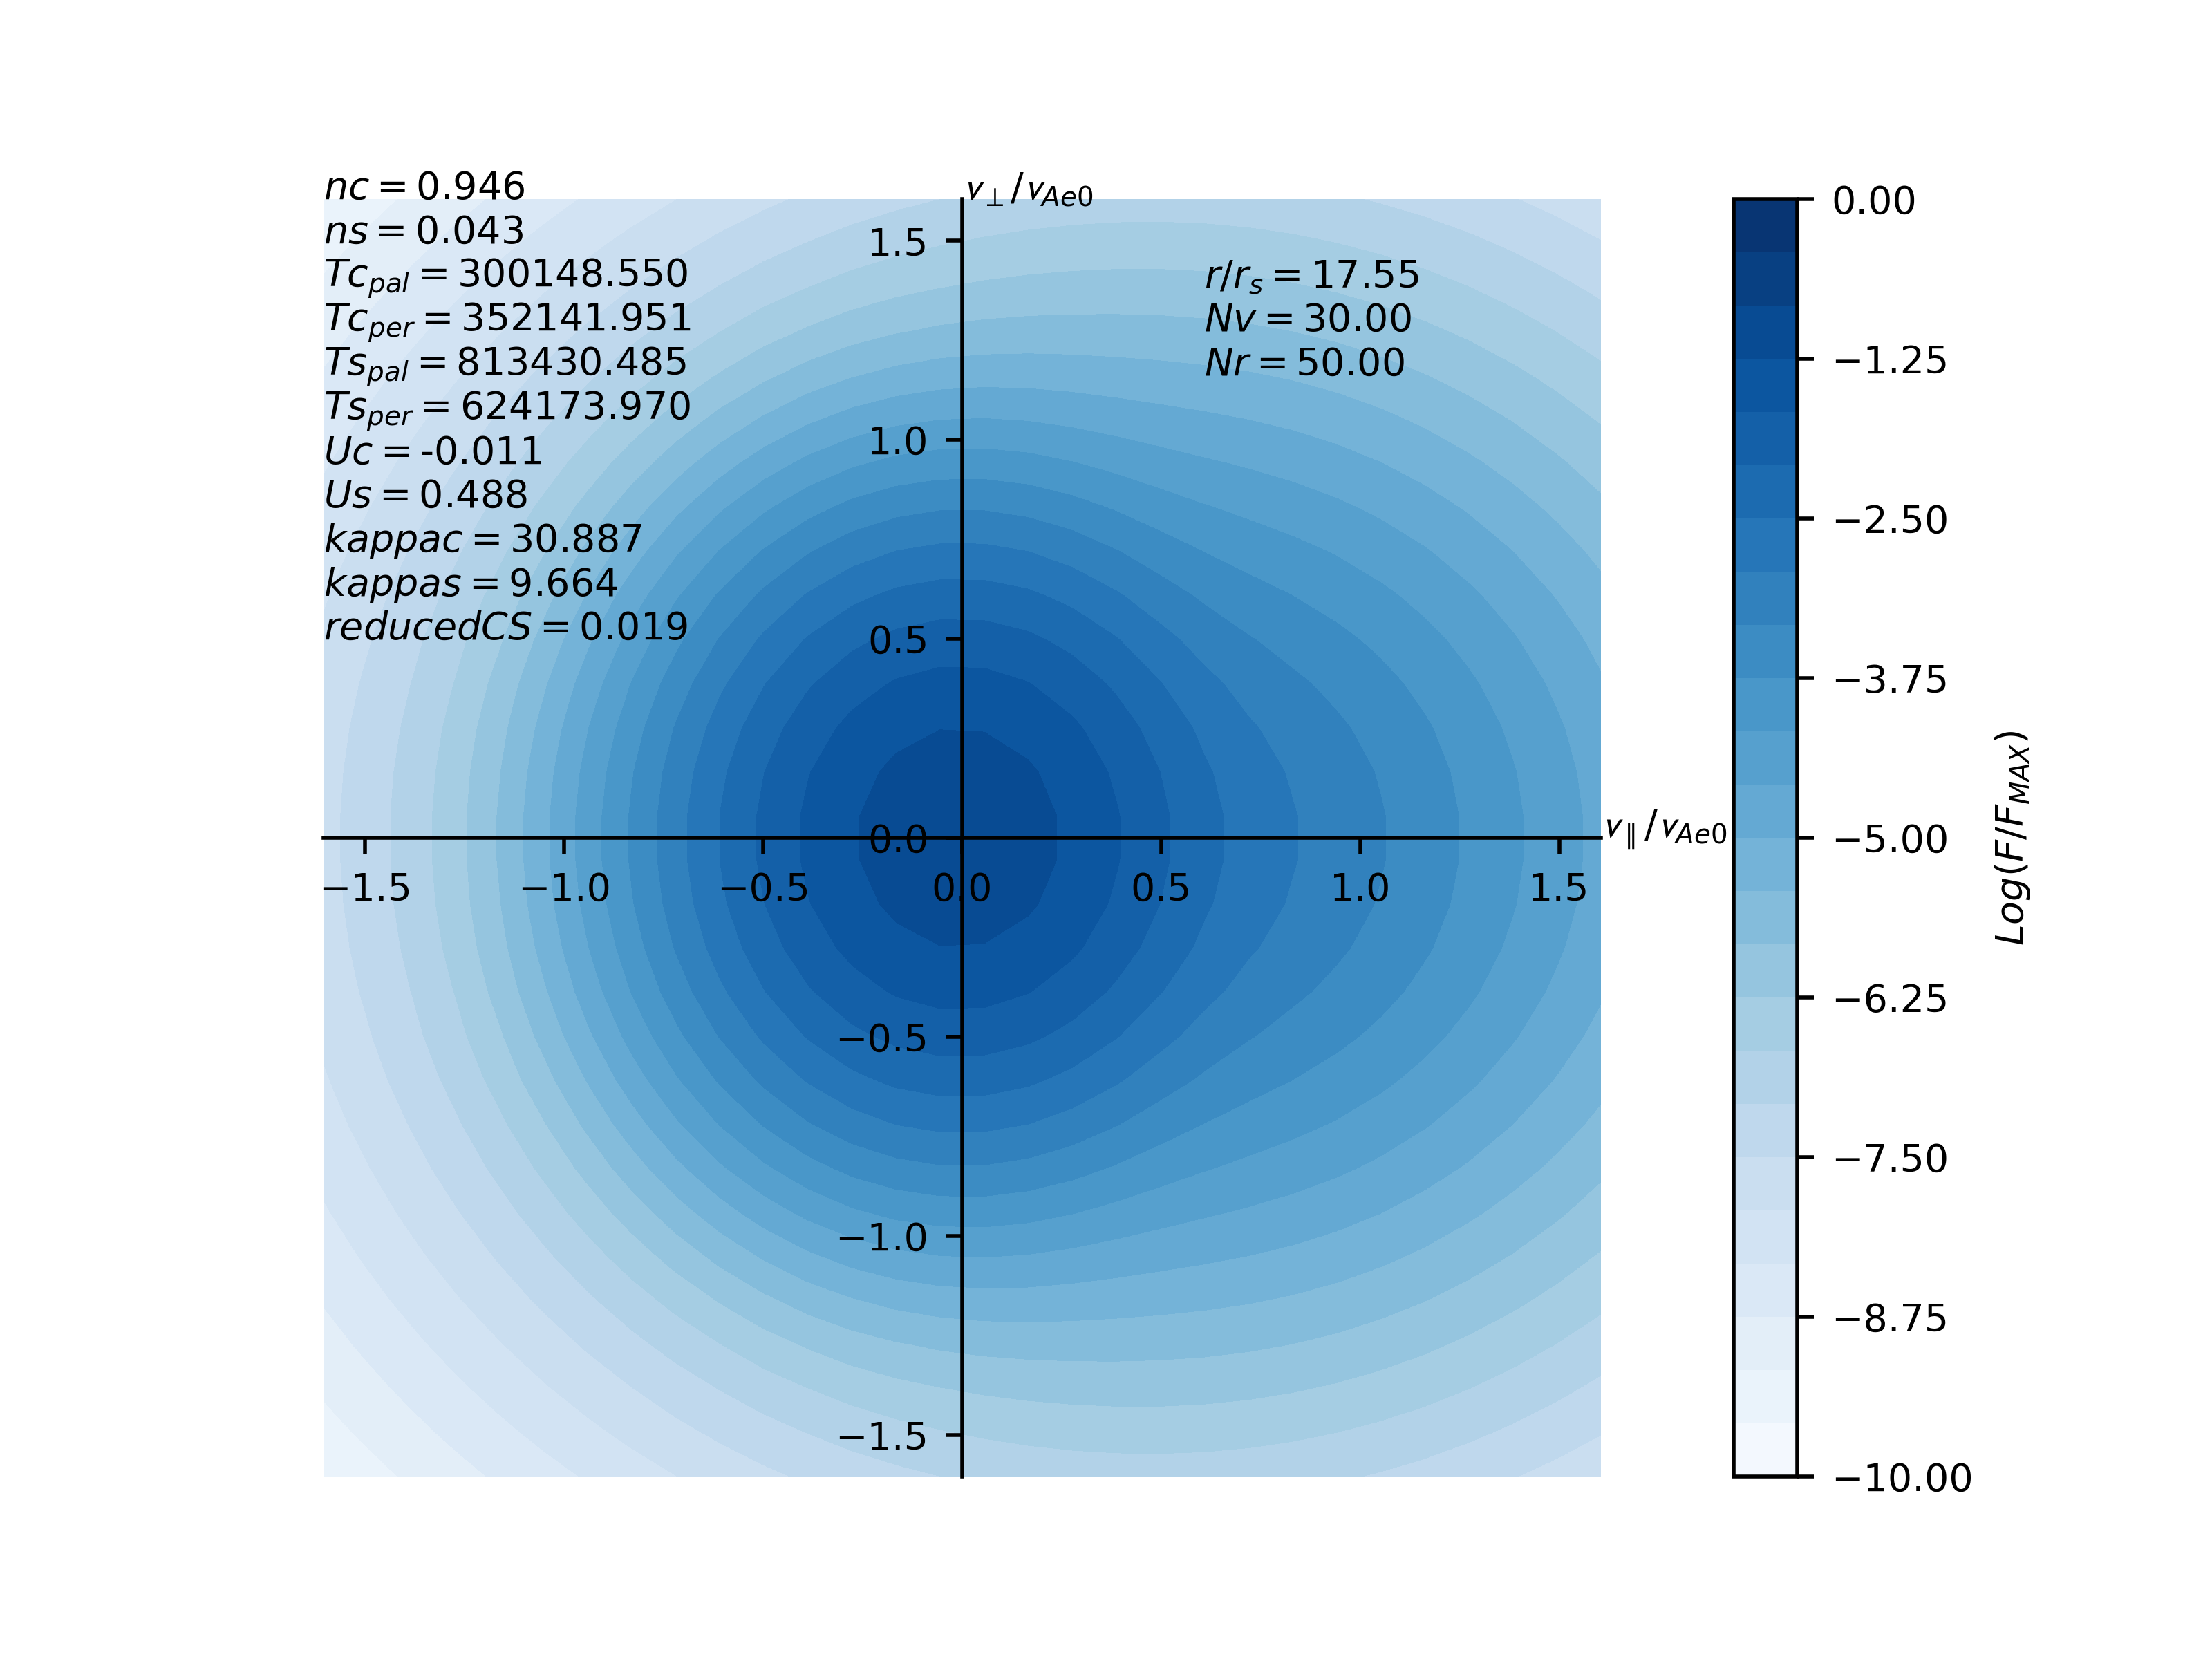 nc = 0.946
ns = 0.043
Tc_pal = 300148.550
Tc_per = 352141.951
Ts_pal = 813430.485
Ts_per = 624173.970
Uc = -0.011
Us = 0.488
kappac = 30.887
kappas = 9.664
reducedCS = 0.019
v⊥/v_Ae0
r/r_s = 17.55
Nv = 30.00
Nr = 50.00
1.5
1.0
0.5
0.0
−0.5
−1.0
−1.5
−1.5 −1.0 −0.5 0.0 0.5 1.0 1.5
v∥/v_Ae0
0.00
−1.25
−2.50
−3.75
−5.00
−6.25
−7.50
−8.75
−10.00
Log(F/F_MAX)